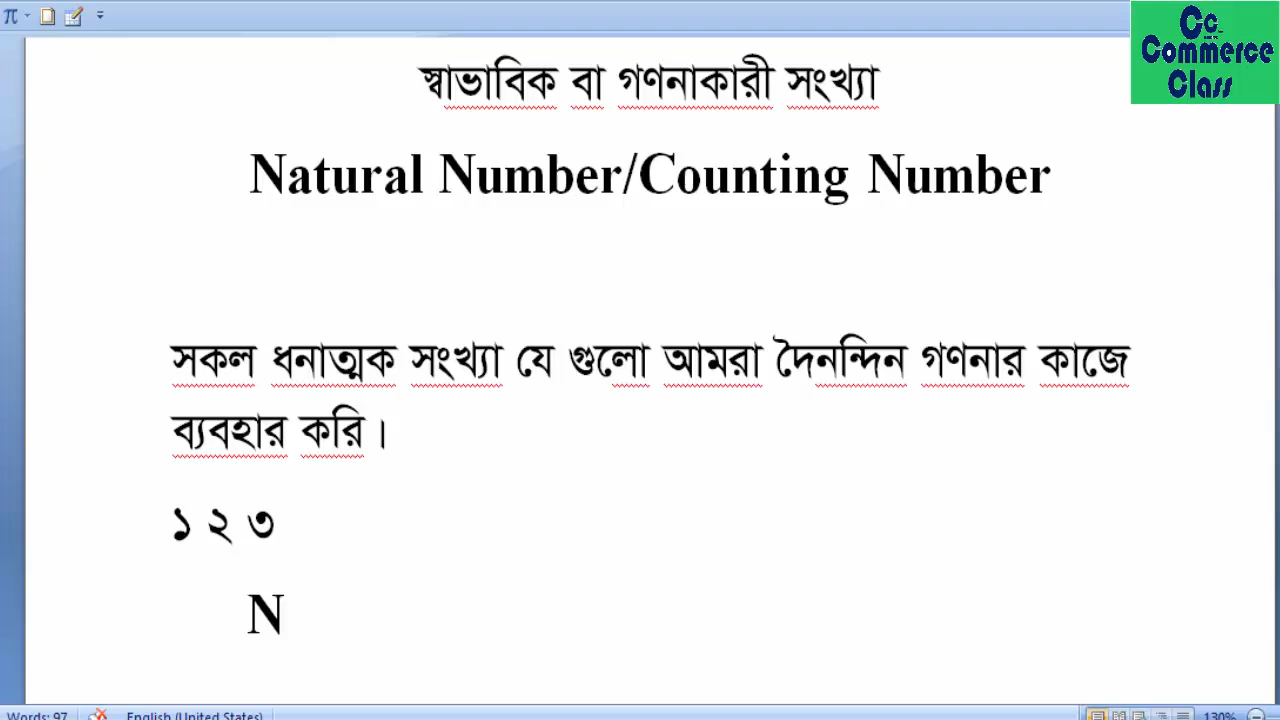 π
Cc
Commerce
Class
স্বাভাবিক বা গণনাকারী সংখ্যা
Natural Number/Counting Number
সকল ধনাত্মক সংখ্যা যে গুলো আমরা দৈনন্দিন গণনার কাজে
ব্যবহার করি।
১ ২ ৩
N
Words: 97 English (United States) 130%